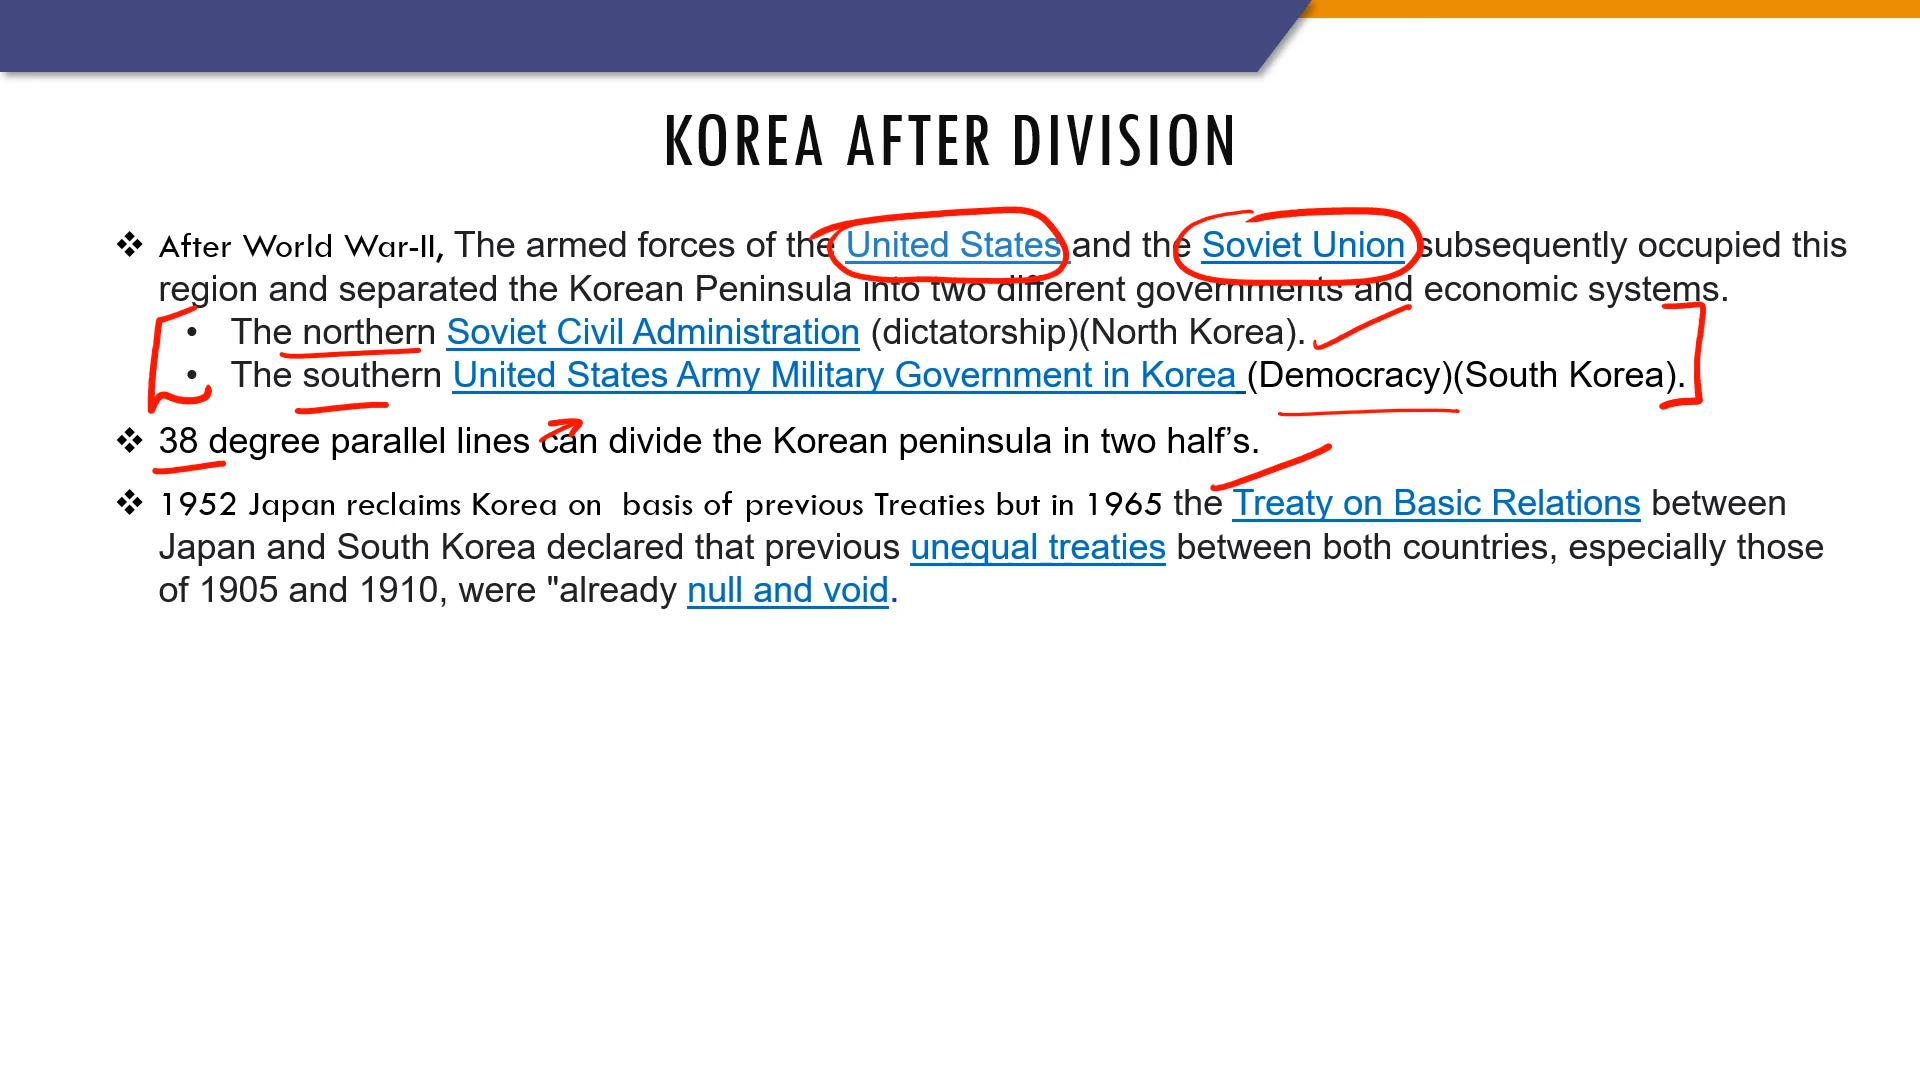 KOREA AFTER DIVISION
❖ After World War-II, The armed forces of the United States and the Soviet Union subsequently occupied this
region and separated the Korean Peninsula into two different governments and economic systems.
• The northern Soviet Civil Administration (dictatorship)(North Korea).
• The southern United States Army Military Government in Korea (Democracy)(South Korea).
❖ 38 degree parallel lines can divide the Korean peninsula in two half’s.
❖ 1952 Japan reclaims Korea on basis of previous Treaties but in 1965 the Treaty on Basic Relations between
Japan and South Korea declared that previous unequal treaties between both countries, especially those
of 1905 and 1910, were "already null and void.